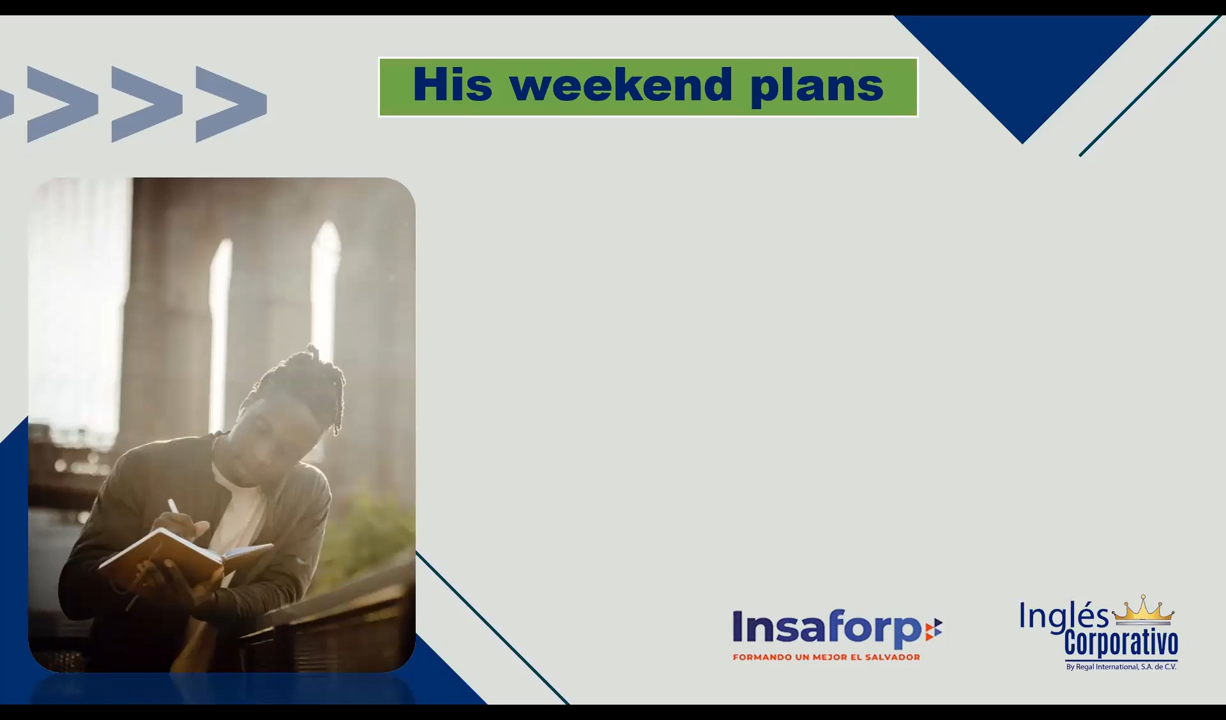 His weekend plans
Insaforp
FORMANDO UN MEJOR EL SALVADOR
Inglés
Corporativo
By Regal International, S.A. de C.V.